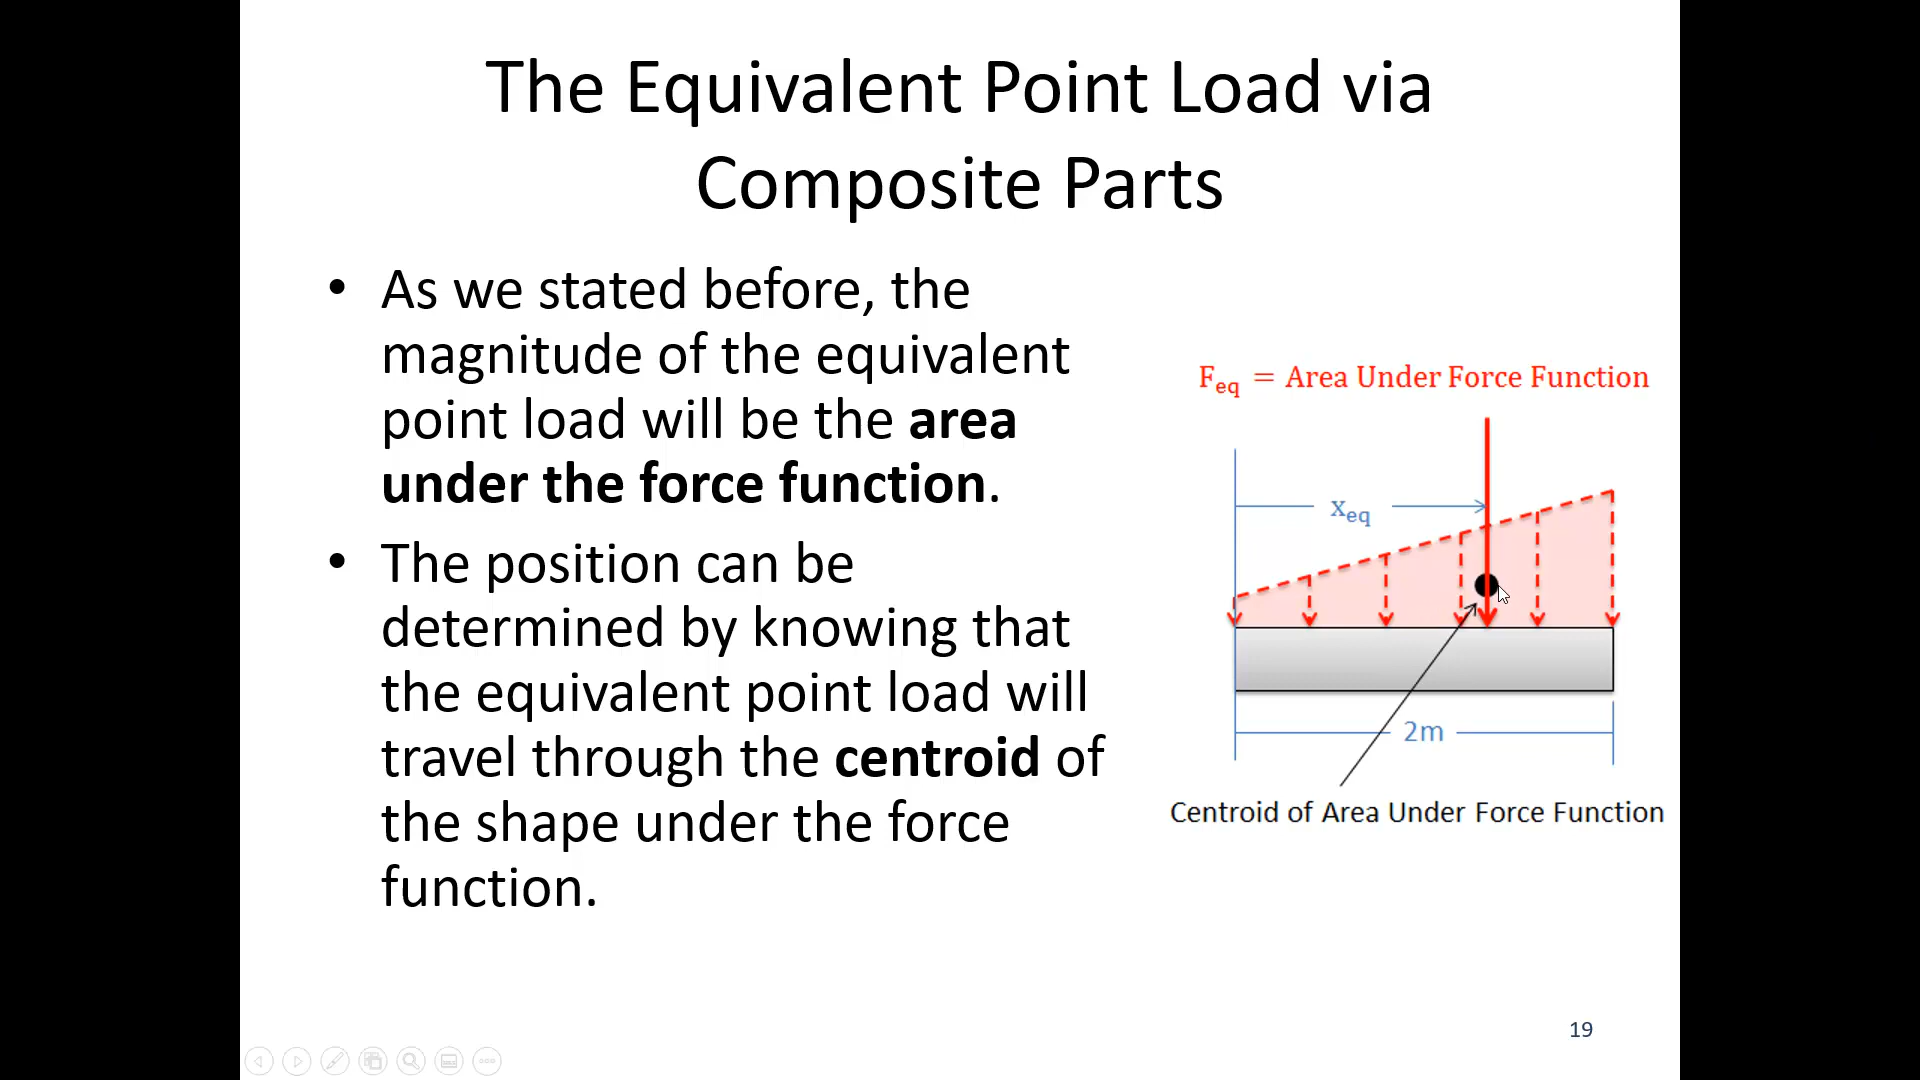 The Equivalent Point Load via
Composite Parts
• As we stated before, the
magnitude of the equivalent
point load will be the area
under the force function.
• The position can be
determined by knowing that
the equivalent point load will
travel through the centroid of
the shape under the force
function.
Feq = Area Under Force Function
xeq
2m
Centroid of Area Under Force Function
19